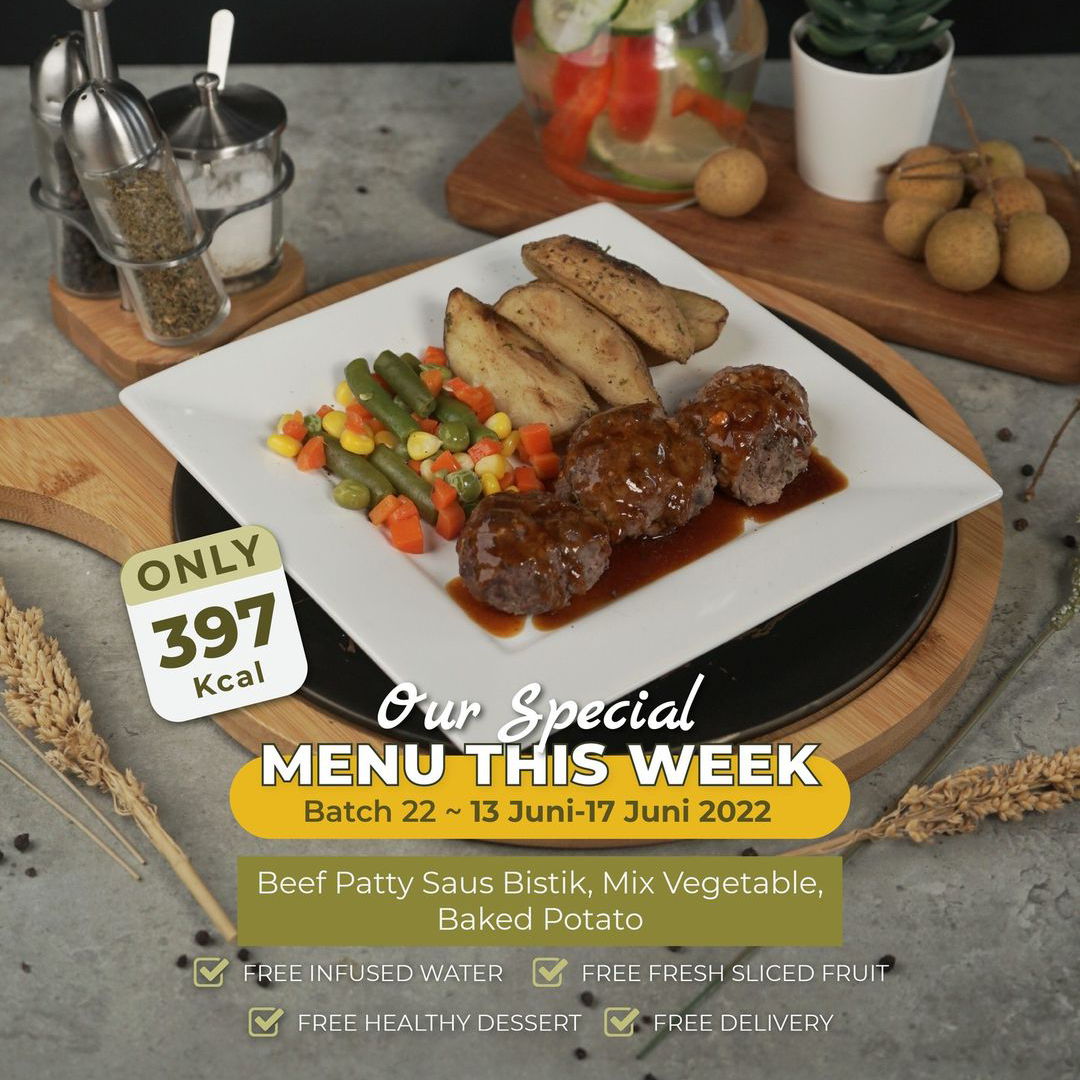 ONLY
397
Kcal
Our Special
MENU THIS WEEK
Batch 22 ~ 13 Juni-17 Juni 2022
Beef Patty Saus Bistik, Mix Vegetable,
Baked Potato
FREE INFUSED WATER FREE FRESH SLICED FRUIT
FREE HEALTHY DESSERT FREE DELIVERY